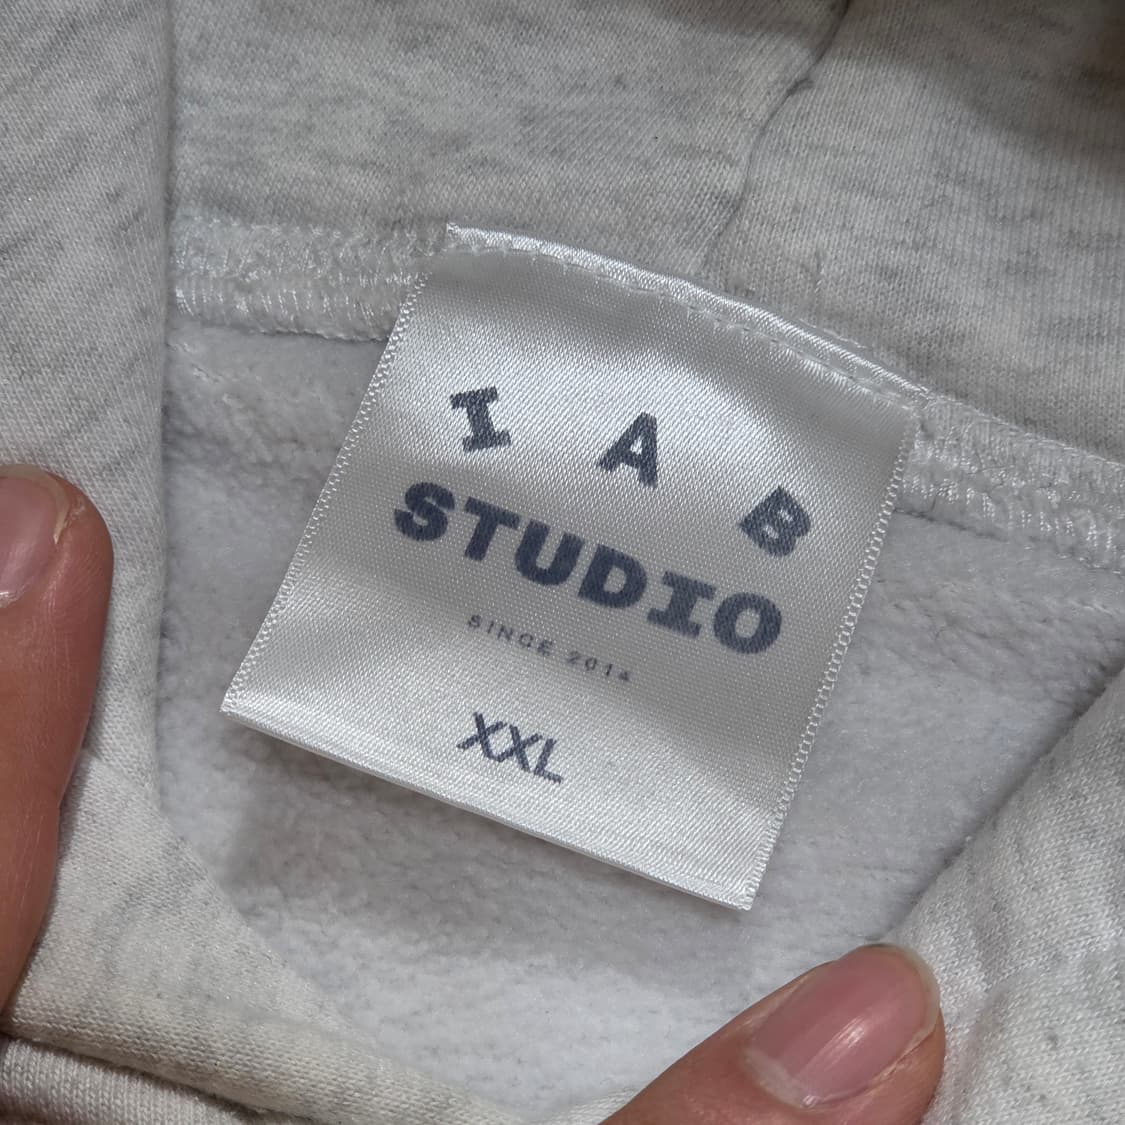 I A B
STUDIO
SINCE 2014
XXL